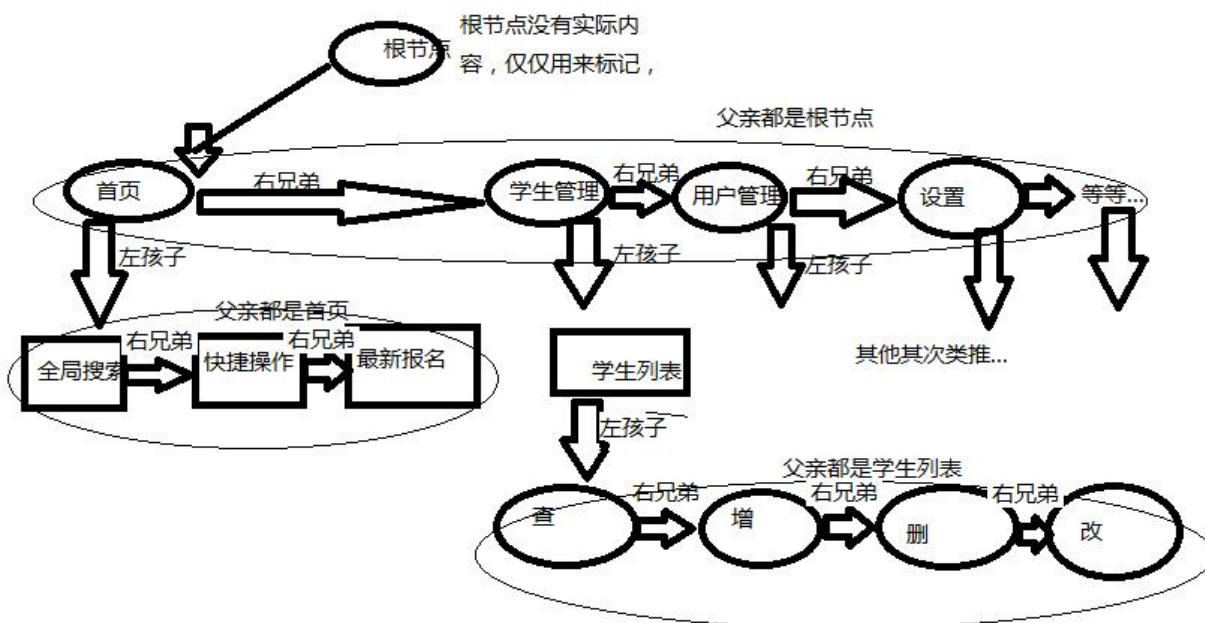 根节点
根节点没有实际内
容，仅仅用来标记，
父亲都是根节点
首页
右兄弟
学生管理
右兄弟
用户管理
右兄弟
设置
等等...
左孩子
左孩子
左孩子
父亲都是首页
全局搜索
右兄弟
快捷操作
右兄弟
最新报名
学生列表
其他其次类推...
左孩子
父亲都是学生列表
查
右兄弟
增
右兄弟
删
右兄弟
改